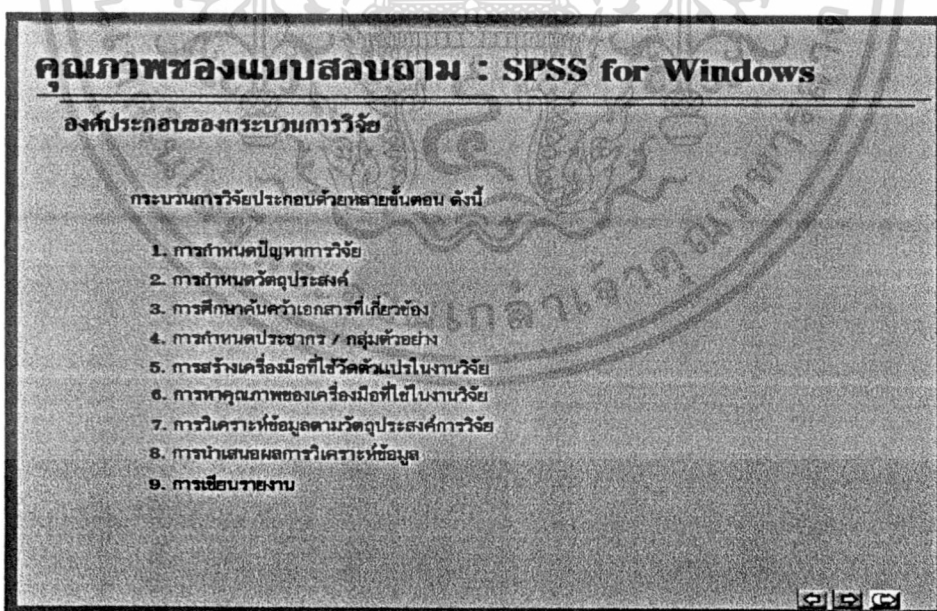 คุณภาพของแบบสอบถาม : SPSS for Windows
องค์ประกอบของกระบวนการวิจัย
กระบวนการวิจัยประกอบด้วยหลายขั้นตอน ดังนี้
1. การกำหนดปัญหาการวิจัย
2. การกำหนดวัตถุประสงค์
3. การศึกษาค้นคว้าเอกสารที่เกี่ยวข้อง
4. การกำหนดประชากร / กลุ่มตัวอย่าง
5. การสร้างเครื่องมือที่ใช้วัดตัวแปรในงานวิจัย
6. การหาคุณภาพของเครื่องมือที่ใช้ในงานวิจัย
7. การวิเคราะห์ข้อมูลตามวัตถุประสงค์การวิจัย
8. การนำเสนอผลการวิเคราะห์ข้อมูล
9. การเขียนรายงาน